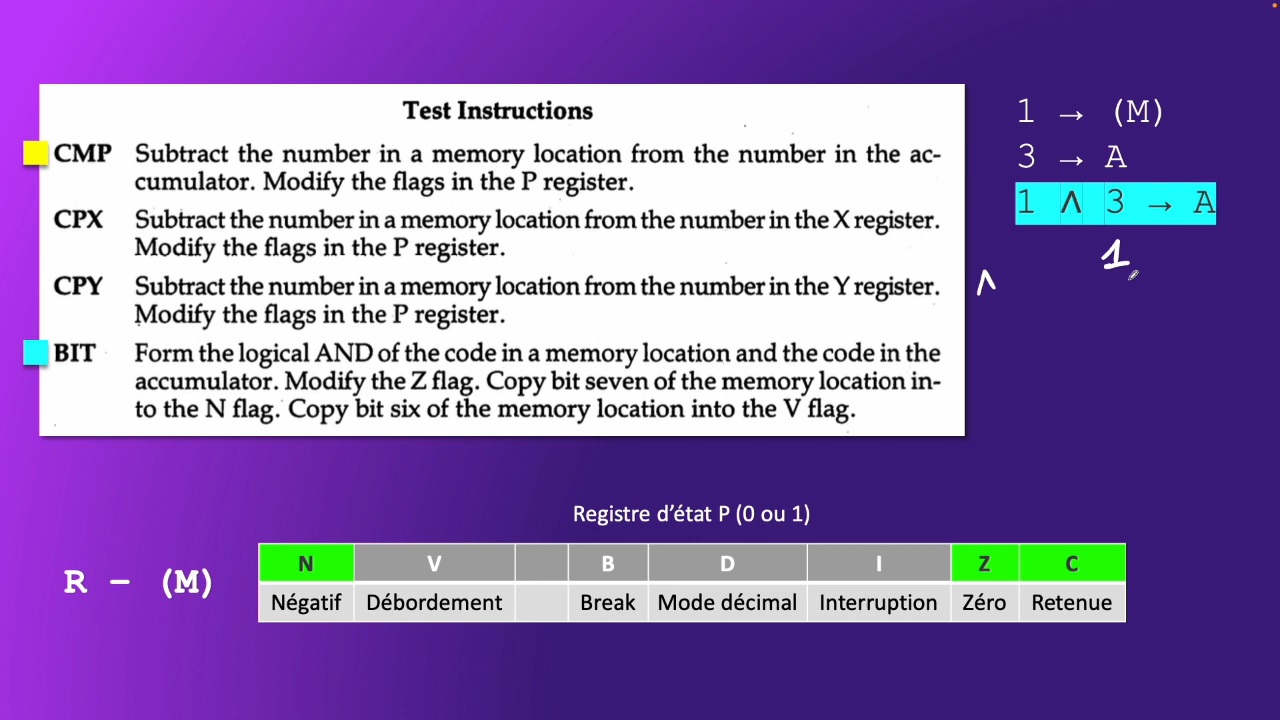 Test Instructions
CMP Subtract the number in a memory location from the number in the ac-
cumulator. Modify the flags in the P register.
CPX Subtract the number in a memory location from the number in the X register.
Modify the flags in the P register.
CPY Subtract the number in a memory location from the number in the Y register.
Modify the flags in the P register.
BIT Form the logical AND of the code in a memory location and the code in the
accumulator. Modify the Z flag. Copy bit seven of the memory location in-
to the N flag. Copy bit six of the memory location into the V flag.
1 → (M)
3 → A
1 ∧ 3 → A
1
∧
Registre d’état P (0 ou 1)
R – (M)
N V B D I Z C
Négatif Débordement Break Mode décimal Interruption Zéro Retenue